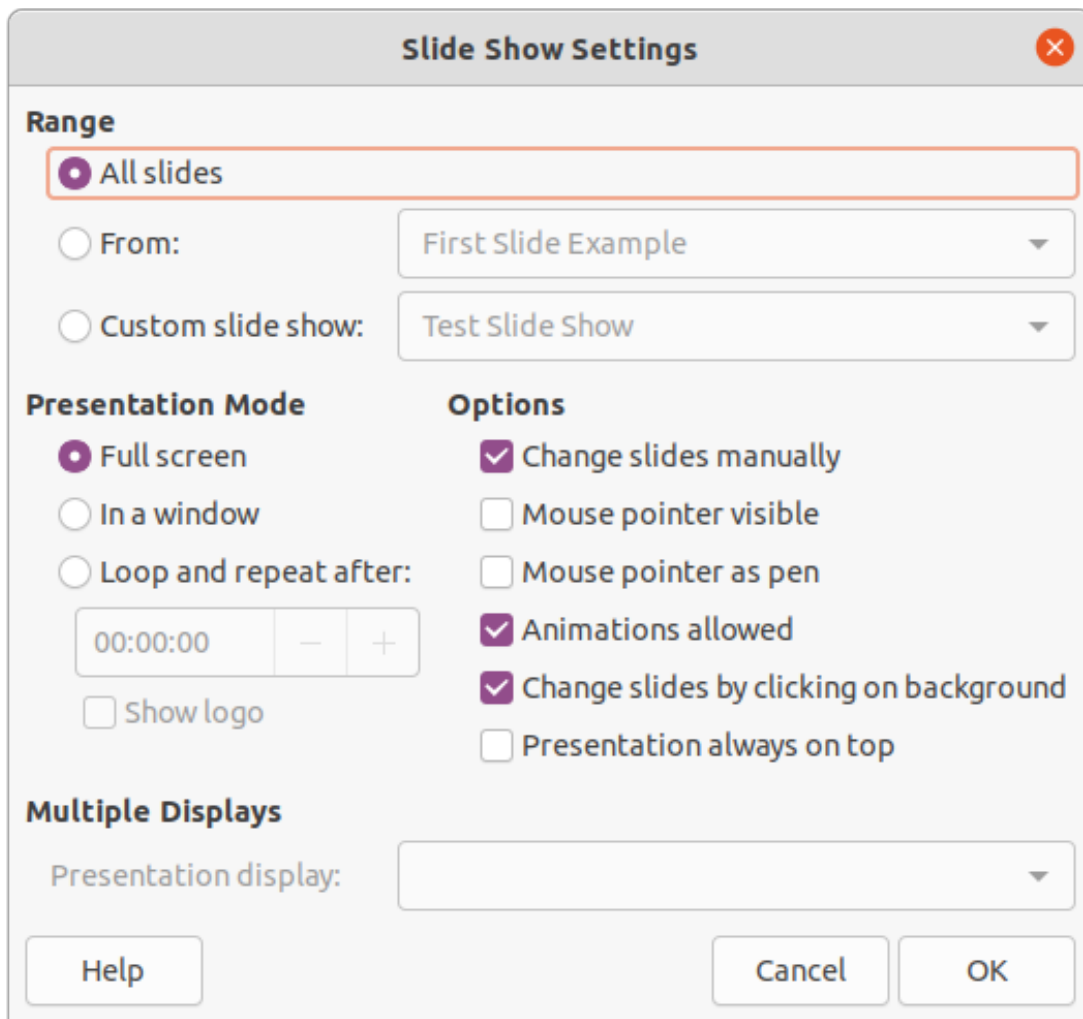 Slide Show Settings
Range
All slides
From: First Slide Example
Custom slide show: Test Slide Show
Presentation Mode
Full screen
In a window
Loop and repeat after:
00:00:00
Show logo
Options
Change slides manually
Mouse pointer visible
Mouse pointer as pen
Animations allowed
Change slides by clicking on background
Presentation always on top
Multiple Displays
Presentation display:
Help Cancel OK